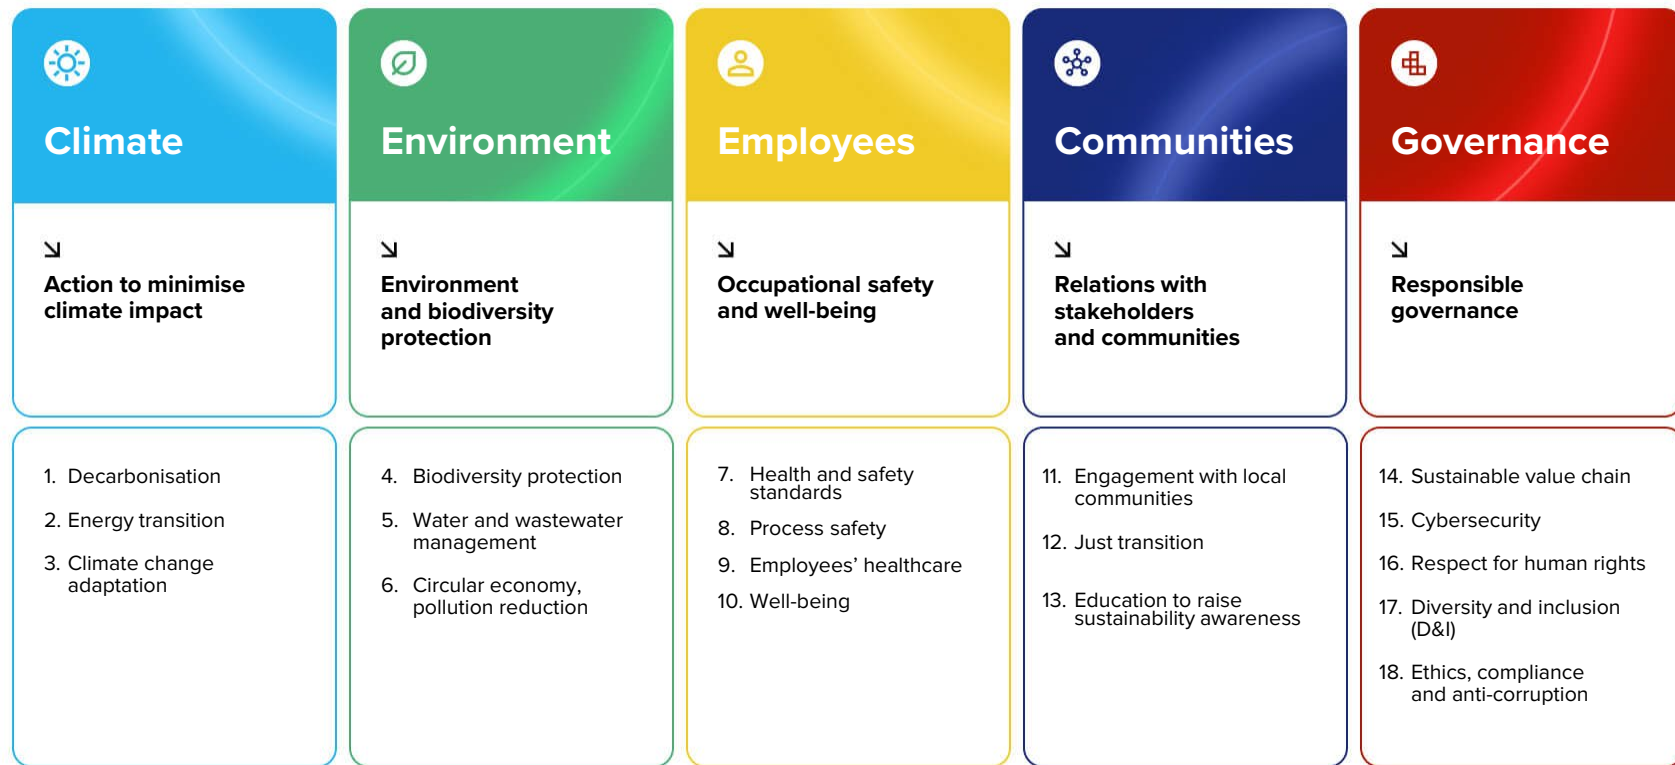 Climate
Action to minimise
climate impact
1. Decarbonisation
2. Energy transition
3. Climate change
adaptation
Environment
Environment
and biodiversity
protection
4. Biodiversity protection
5. Water and wastewater
management
6. Circular economy,
pollution reduction
Employees
Occupational safety
and well-being
7. Health and safety
standards
8. Process safety
9. Employees’ healthcare
10. Well-being
Communities
Relations with
stakeholders
and communities
11. Engagement with local
communities
12. Just transition
13. Education to raise
sustainability awareness
Governance
Responsible
governance
14. Sustainable value chain
15. Cybersecurity
16. Respect for human rights
17. Diversity and inclusion
(D&I)
18. Ethics, compliance
and anti-corruption